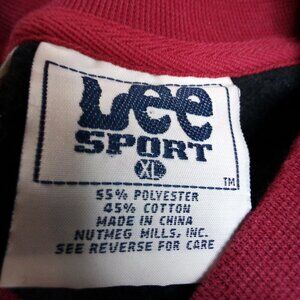 Lee
SPORT
XL
TM
55% POLYESTER
45% COTTON
MADE IN CHINA
NUTMEG MILLS, INC.
SEE REVERSE FOR CARE